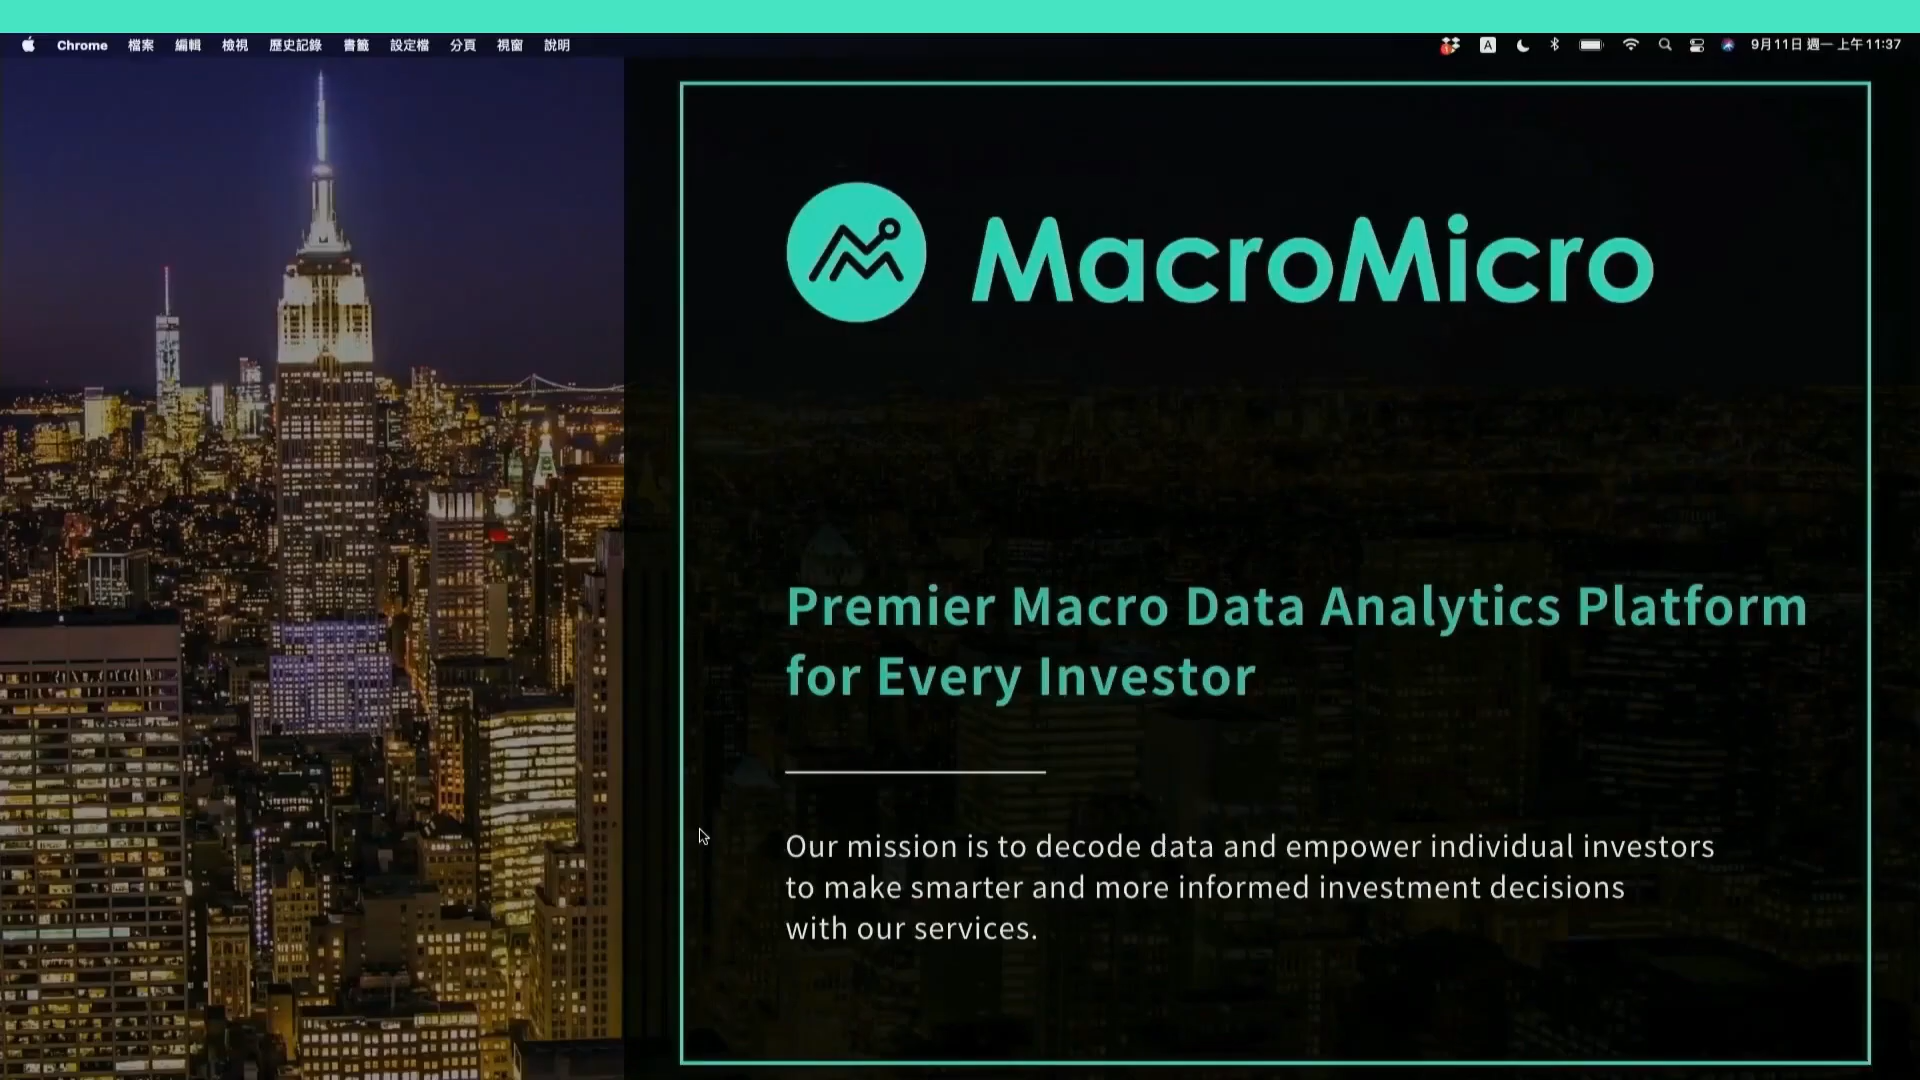 Chrome 檔案 編輯 檢視 歷史記錄 書籤 設定檔 分頁 視窗 說明
A 9月11日 週一 上午11:37
MacroMicro
Premier Macro Data Analytics Platform
for Every Investor
Our mission is to decode data and empower individual investors
to make smarter and more informed investment decisions
with our services.